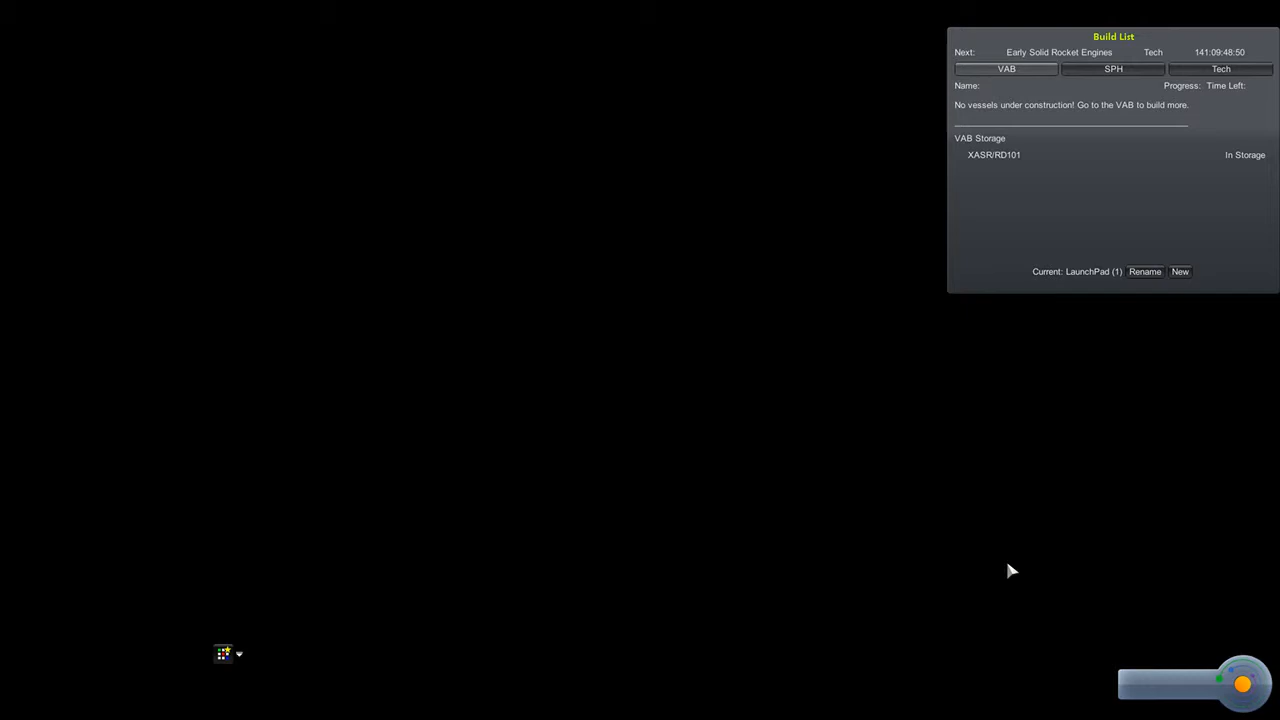 Build List
Next: Early Solid Rocket Engines Tech 141:09:48:50
VAB SPH Tech
Name: Progress: Time Left:
No vessels under construction! Go to the VAB to build more.
VAB Storage
XASR/RD101 In Storage
Current: LaunchPad (1) Rename New